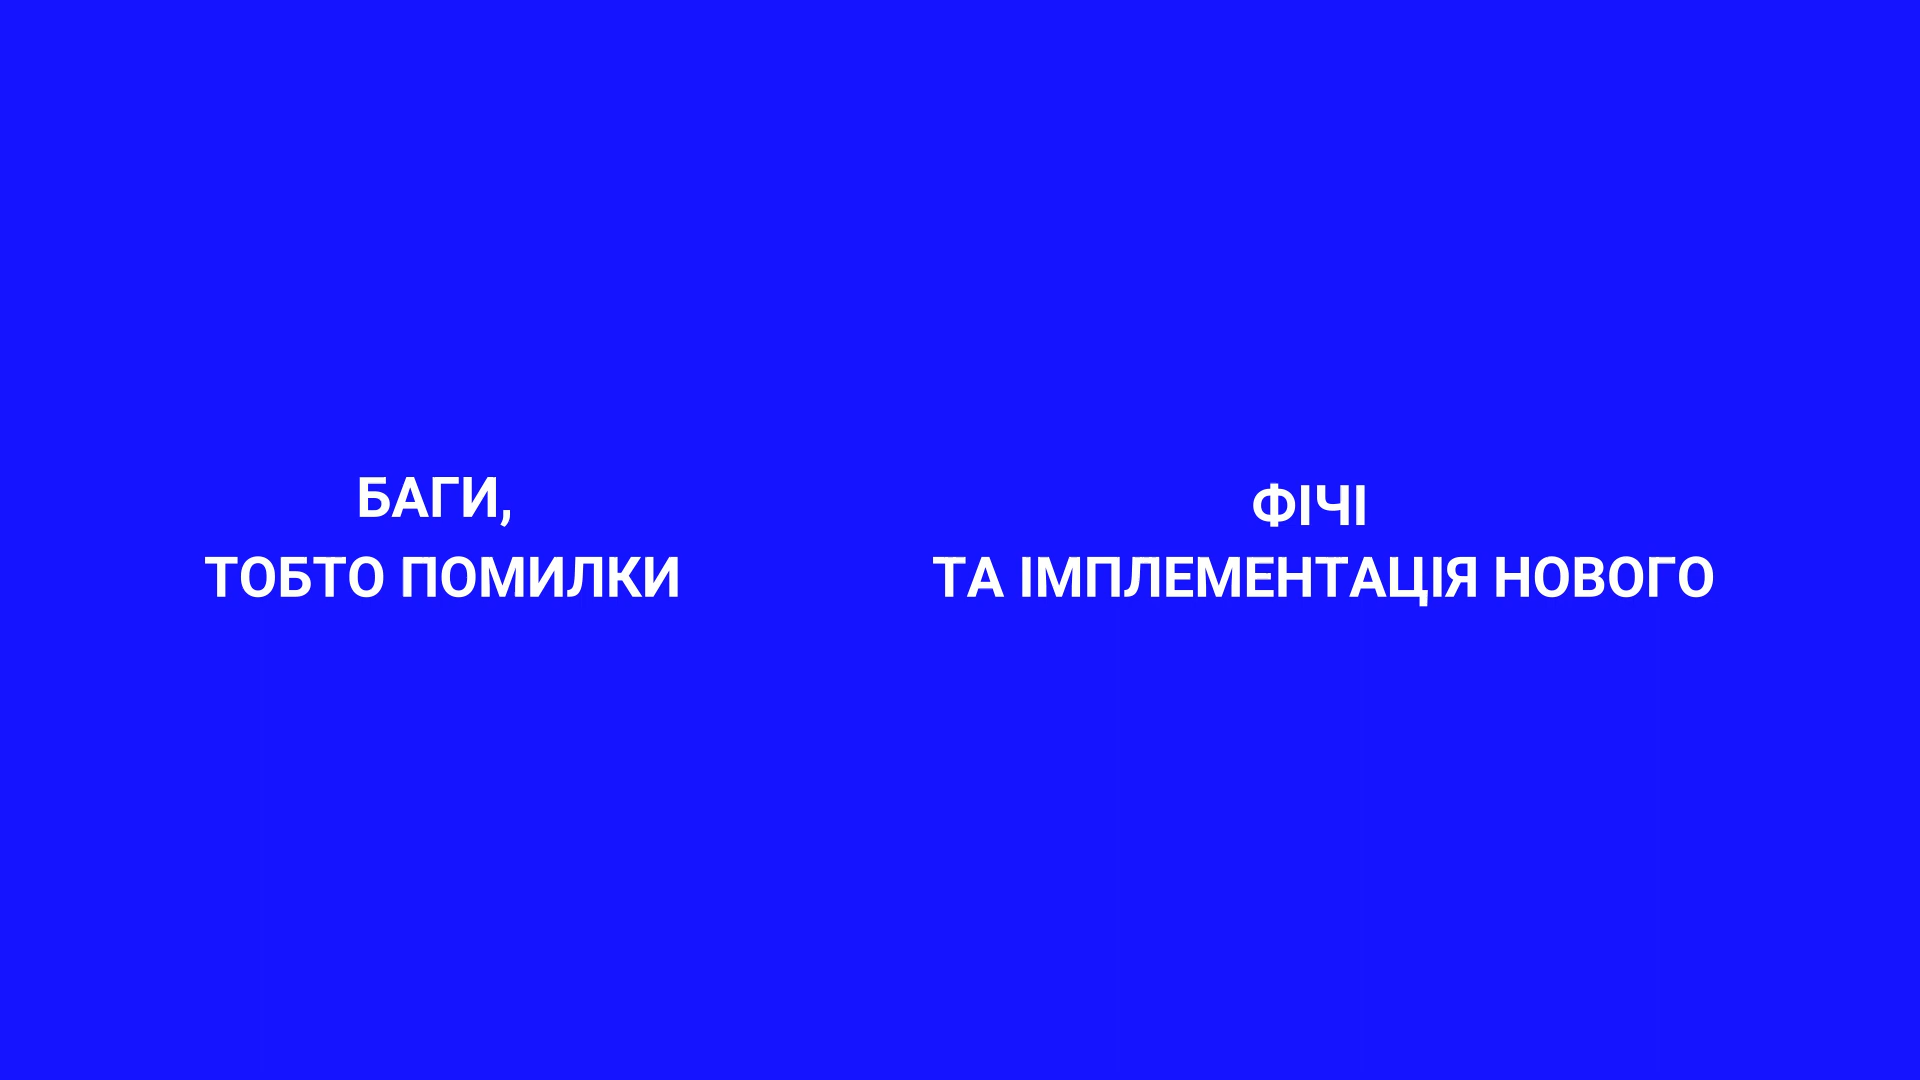 БАГИ,
ТОБТО ПОМИЛКИ
ФІЧІ
ТА ІМПЛЕМЕНТАЦІЯ НОВОГО